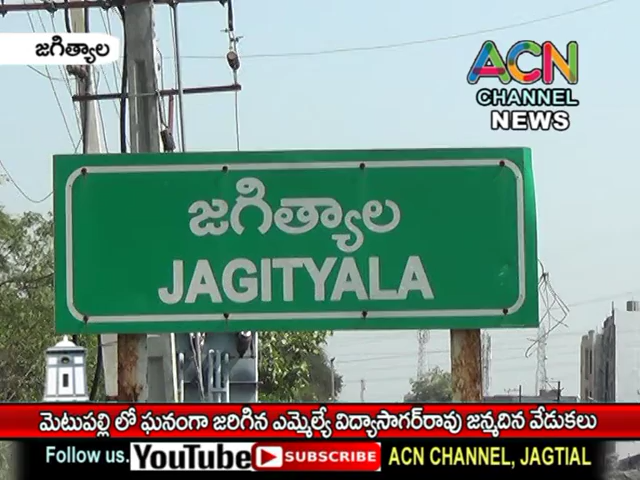 జగిత్యాల
ACN
CHANNEL
NEWS
జగిత్యాల
JAGITYALA
మెటుపల్లి లో ఘనంగా జరిగిన ఎమ్మెల్యే విద్యాసాగర్‌రావు జన్మదిన వేడుకలు
Follow us. YouTube SUBSCRIBE ACN CHANNEL, JAGTIAL